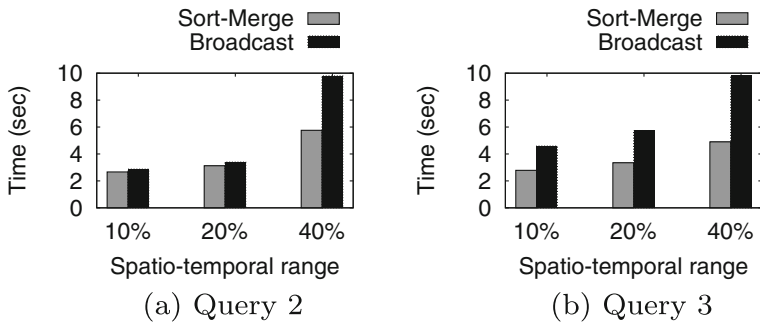 Sort-Merge
Broadcast
Time (sec)
10
8
6
4
2
0
10% 20% 40%
Spatio-temporal range
(a) Query 2
Sort-Merge
Broadcast
Time (sec)
10
8
6
4
2
0
10% 20% 40%
Spatio-temporal range
(b) Query 3